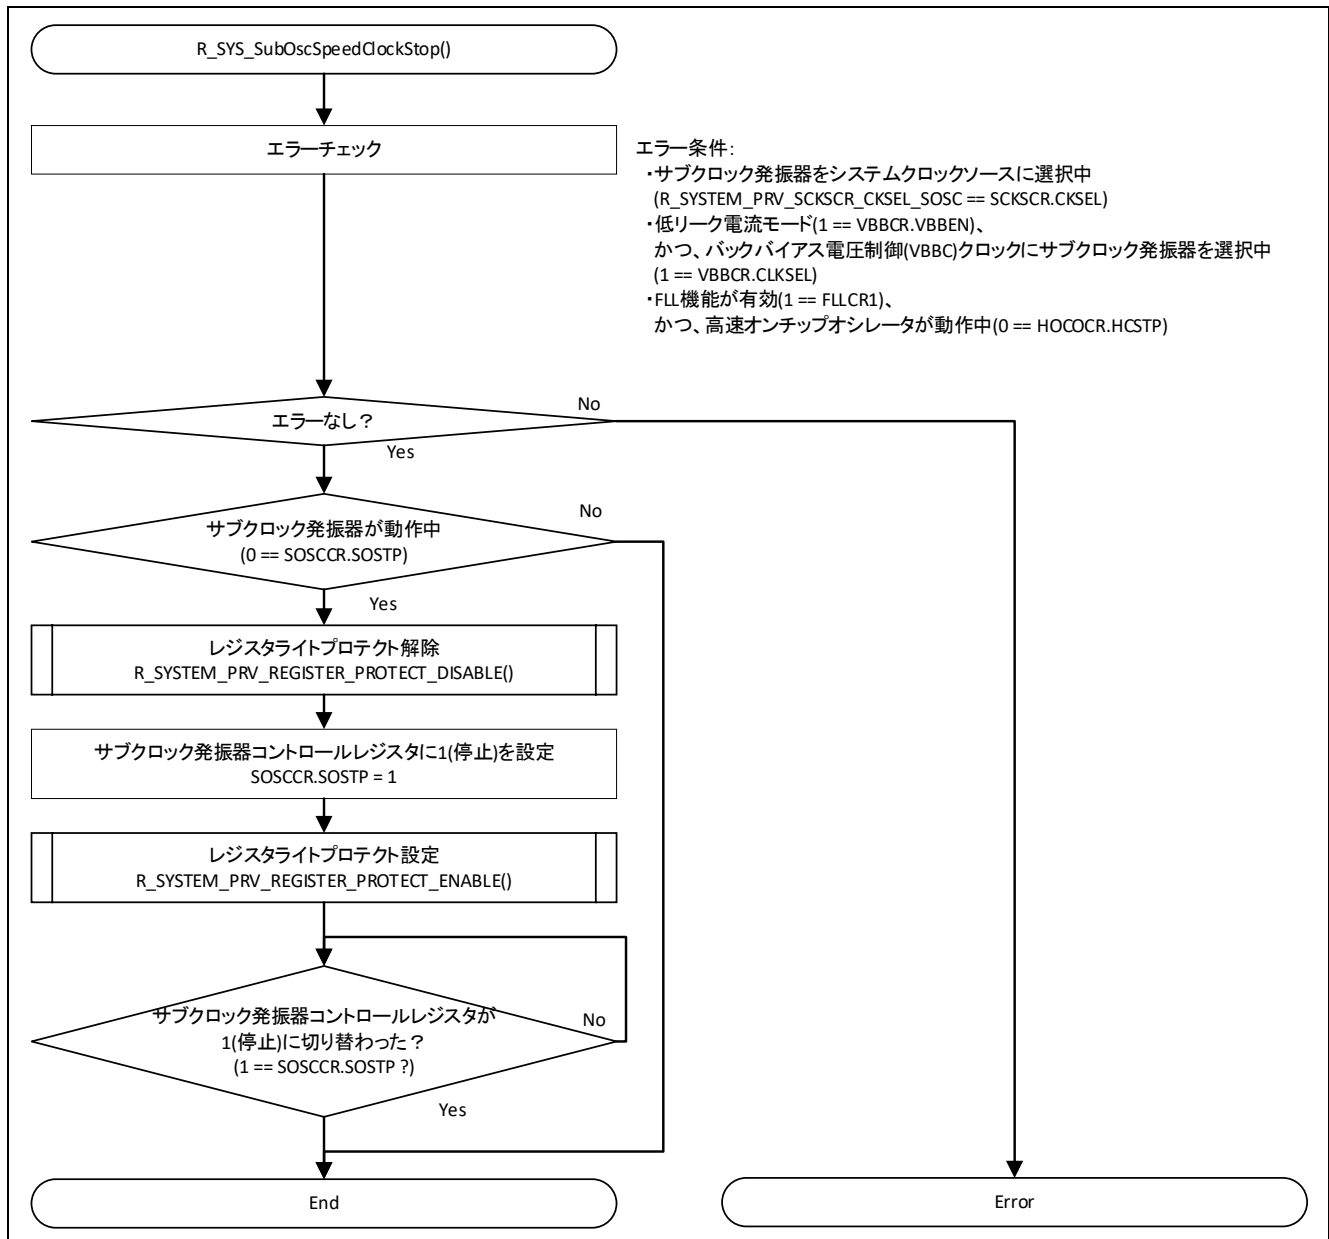 R_SYS_SubOscSpeedClockStop()
エラーチェック
エラー条件:
・サブクロック発振器をシステムクロックソースに選択中
(R_SYSTEM_PRV_SCKSCR_CKSEL_SOSC == SCKSCR.CKSEL)
・低リーク電流モード(1 == VBBCR.VBBEN)、
かつ、バックバイアス電圧制御(VBBC)クロックにサブクロック発振器を選択中
(1 == VBBCR.CLKSEL)
・FLL機能が有効(1 == FLLCR1)、
かつ、高速オンチップオシレータが動作中(0 == HOCOCR.HCSTP)
エラーなし？
No
Yes
サブクロック発振器が動作中
(0 == SOSCCR.SOSTP)
No
Yes
レジスタライトプロテクト解除
R_SYSTEM_PRV_REGISTER_PROTECT_DISABLE()
サブクロック発振器コントロールレジスタに1(停止)を設定
SOSCCR.SOSTP = 1
レジスタライトプロテクト設定
R_SYSTEM_PRV_REGISTER_PROTECT_ENABLE()
サブクロック発振器コントロールレジスタが
1(停止)に切り替わった？
(1 == SOSCCR.SOSTP ?)
No
Yes
End
Error